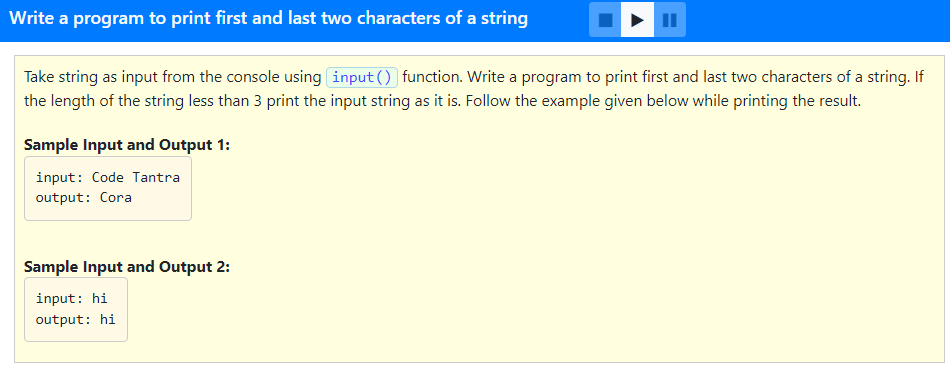 Write a program to print first and last two characters of a string
Take string as input from the console using input() function. Write a program to print first and last two characters of a string. If
the length of the string less than 3 print the input string as it is. Follow the example given below while printing the result.
Sample Input and Output 1:
input: Code Tantra
output: Cora
Sample Input and Output 2:
input: hi
output: hi